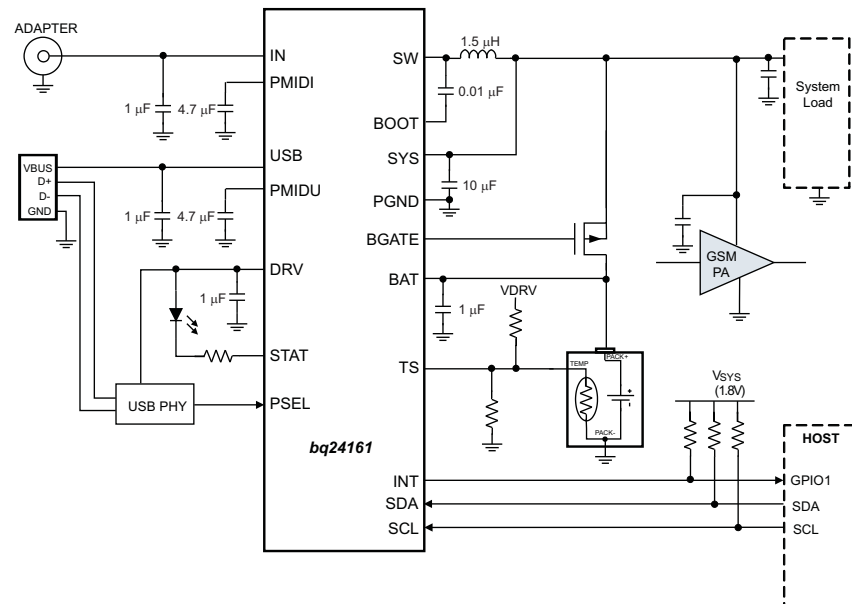 ADAPTER
IN
PMIDI
1 μF
4.7 μF
VBUS
D+
D-
GND
USB
PMIDU
1 μF
4.7 μF
DRV
1 μF
STAT
USB PHY
PSEL
bq24161
SW
1.5 μH
0.01 μF
BOOT
SYS
10 μF
PGND
BGATE
BAT
1 μF
VDRV
TS
TEMP
PACK+
+
-
PACK-
System
Load
GSM
PA
VSYS
(1.8V)
HOST
INT
GPIO1
SDA
SDA
SCL
SCL